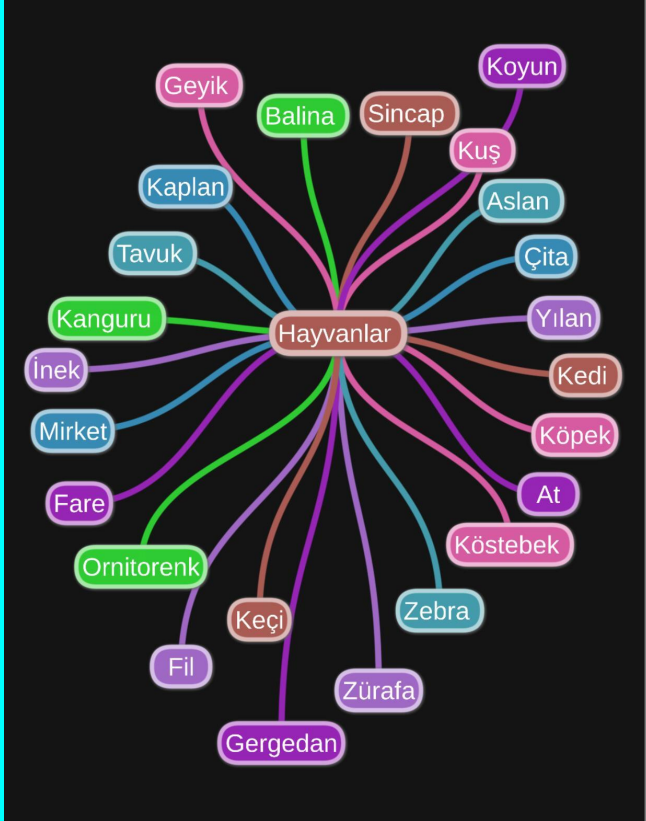 Koyun
Geyik
Balina
Sincap
Kuş
Kaplan
Aslan
Tavuk
Çita
Kanguru
Yılan
Hayvanlar
İnek
Kedi
Mirket
Köpek
Fare
At
Köstebek
Ornitorenk
Zebra
Keçi
Fil
Zürafa
Gergedan